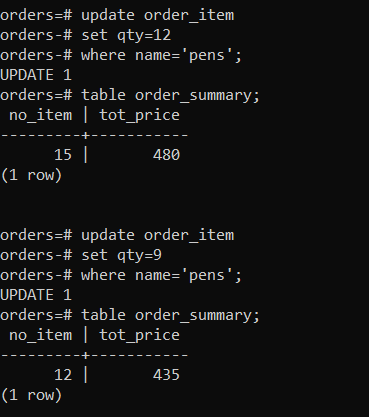 orders=# update order_item
orders-# set qty=12
orders-# where name='pens';
UPDATE 1
orders=# table order_summary;
 no_item | tot_price
---------+-----------
      15 |       480
(1 row)

orders=# update order_item
orders-# set qty=9
orders-# where name='pens';
UPDATE 1
orders=# table order_summary;
 no_item | tot_price
---------+-----------
      12 |       435
(1 row)